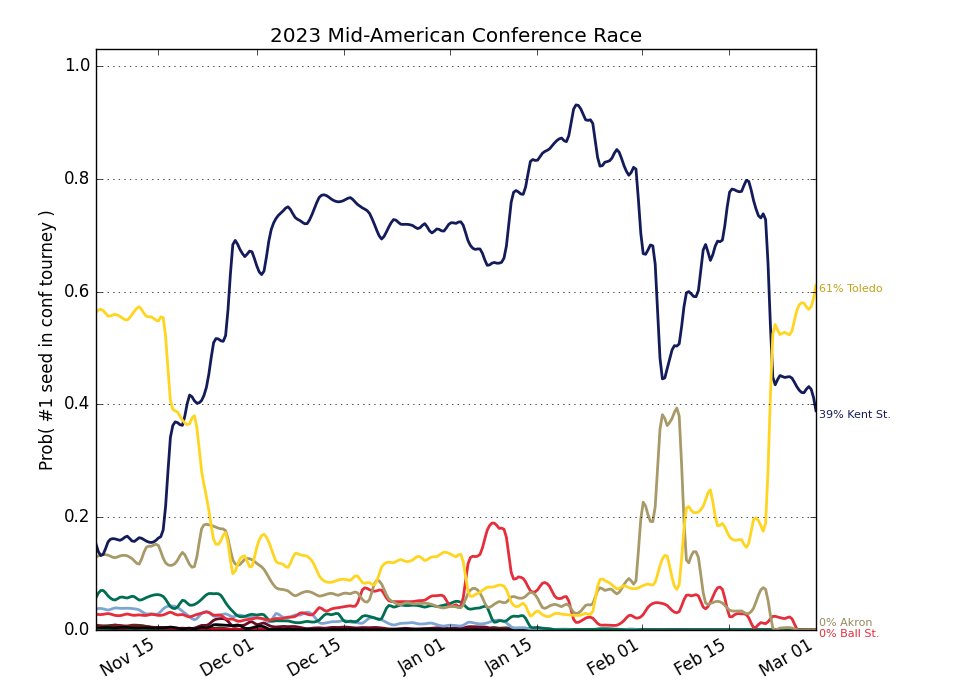 2023 Mid-American Conference Race
Prob( #1 seed in conf tourney )
1.0
0.8
0.6
0.4
0.2
0.0
Nov 15
Dec 01
Dec 15
Jan 01
Jan 15
Feb 01
Feb 15
Mar 01
61% Toledo
39% Kent St.
0% Akron
0% Ball St.